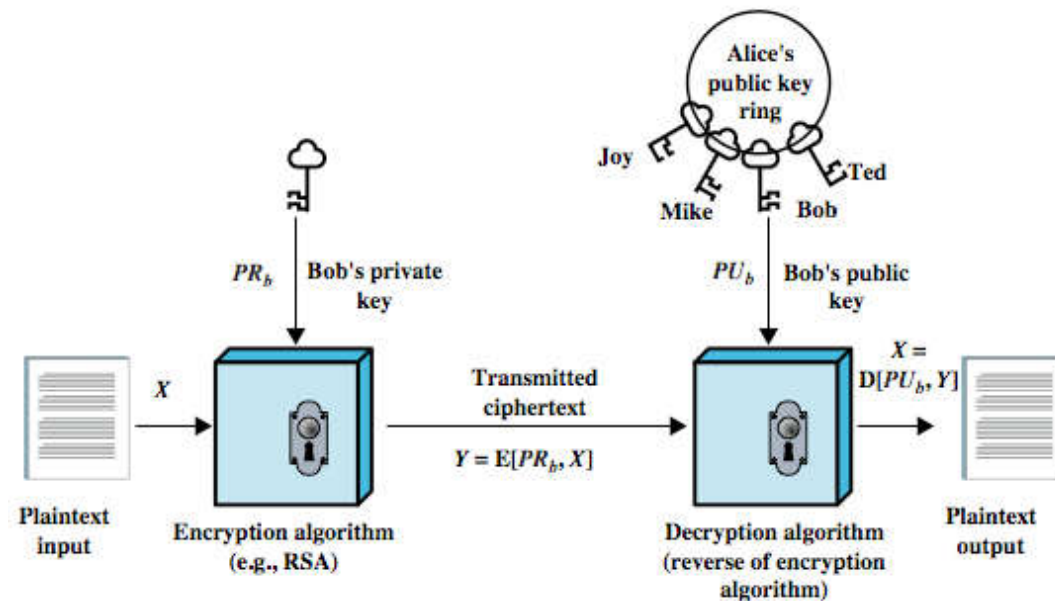 Alice's
public key
ring
Joy
Mike
Bob
Ted
PR_b
Bob's private
key
PU_b
Bob's public
key
X
Transmitted
ciphertext
Y = E[PR_b, X]
X =
D[PU_b, Y]
Plaintext
input
Encryption algorithm
(e.g., RSA)
Decryption algorithm
(reverse of encryption
algorithm)
Plaintext
output